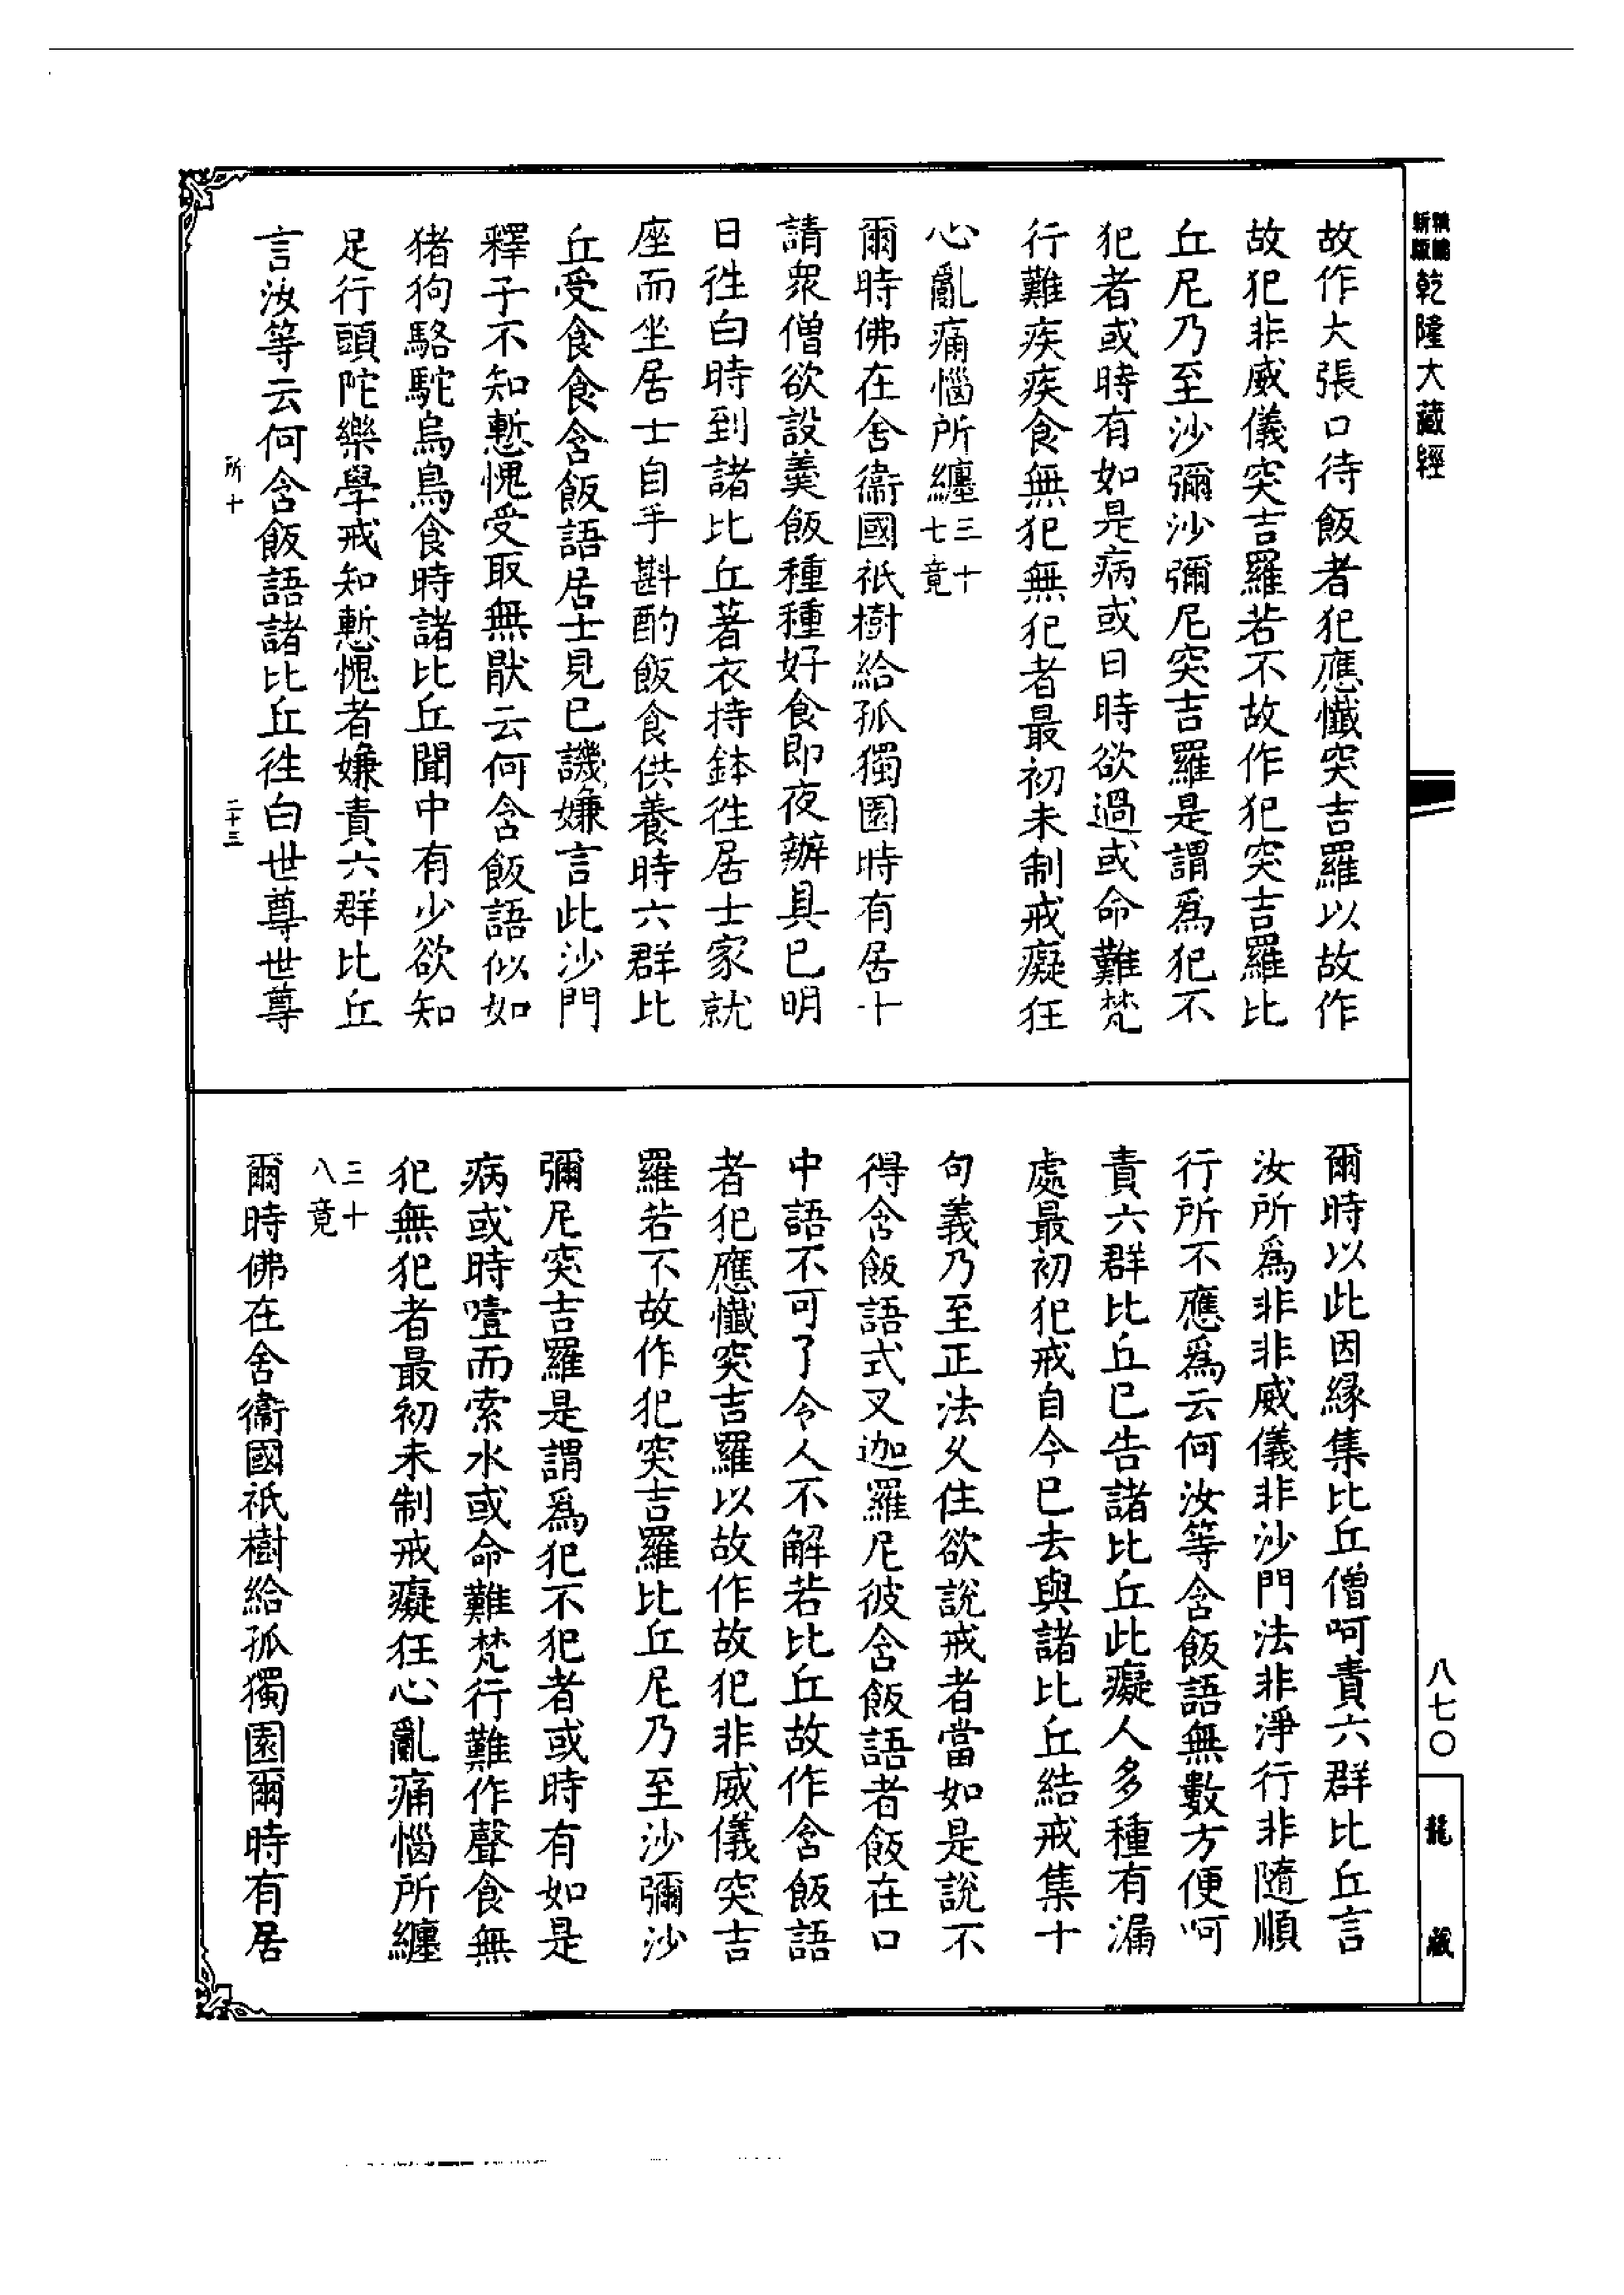 新編
縮版
乾隆大藏經
故作大張口待飯者犯應懺突吉羅以故作
故犯非威儀突吉羅若不故作犯突吉羅比
丘尼乃至沙彌沙彌尼突吉羅是謂爲犯不
犯者或時有如是病或日時欲過或命難梵
行難疾疾食無犯無犯者最初未制戒癡狂
心亂痛惱所纏三十七竟
爾時佛在舍衞國祇樹給孤獨園時有居士
請衆僧欲設羹飯種種好食即夜辦具已明
日徃白時到諸比丘著衣持鉢徃居士家就
座而坐居士自手斟酌飯食供養時六群比
丘受食食含飯語居士見已譏嫌言此沙門
釋子不知慙愧受取無猒云何含飯語似如
猪狗駱駝烏鳥食時諸比丘聞中有少欲知
足行頭陀樂學戒知慙愧者嫌責六群比丘
言汝等云何含飯語諸比丘徃白世尊世尊
所十 二十三
爾時以此因緣集比丘僧呵責六群比丘言
汝所爲非非威儀非沙門法非淨行非隨順
行所不應爲云何汝等含飯語無數方便呵
責六群比丘已告諸比丘此癡人多種有漏
處最初犯戒自今已去與諸比丘結戒集十
句義乃至正法久住欲說戒者當如是說不
得含飯語式叉迦羅尼彼含飯語者飯在口
中語不可了令人不解若比丘故作含飯語
者犯應懺突吉羅以故作故犯非威儀突吉
羅若不故作犯突吉羅比丘尼乃至沙彌沙
彌尼突吉羅是謂爲犯不犯者或時有如是
病或時噎而索水或命難梵行難作聲食無
犯無犯者最初未制戒癡狂心亂痛惱所纏
三十八竟
爾時佛在舍衞國祇樹給孤獨園爾時有居
八七〇
龍藏